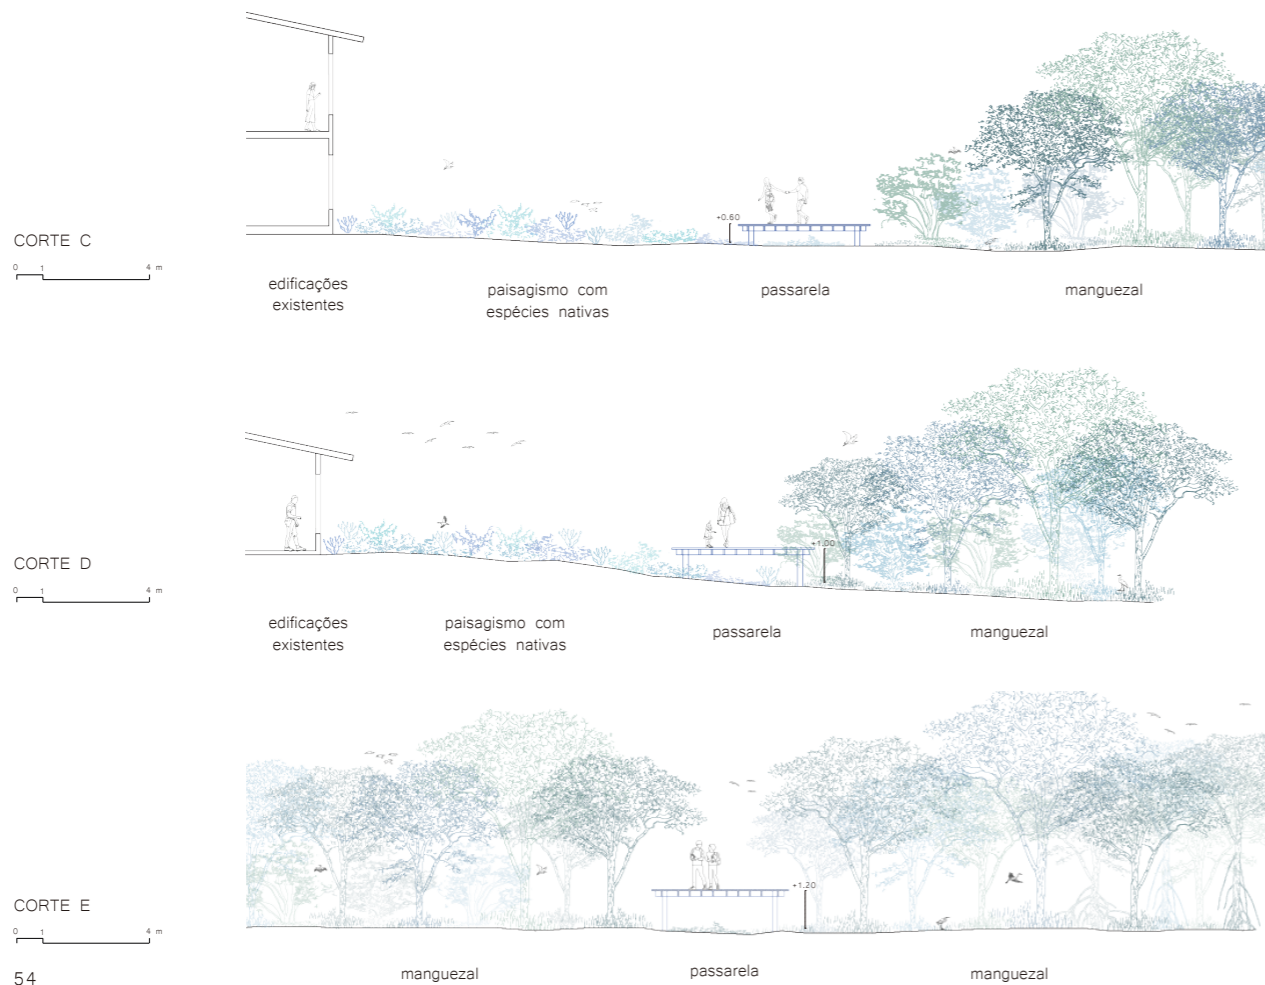 +0.60
CORTE C
0 1 4 m
edificações
existentes
paisagismo com
espécies nativas
passarela
manguezal
+1.00
CORTE D
0 1 4 m
edificações
existentes
paisagismo com
espécies nativas
passarela
manguezal
+1.20
CORTE E
0 1 4 m
manguezal
passarela
manguezal
54